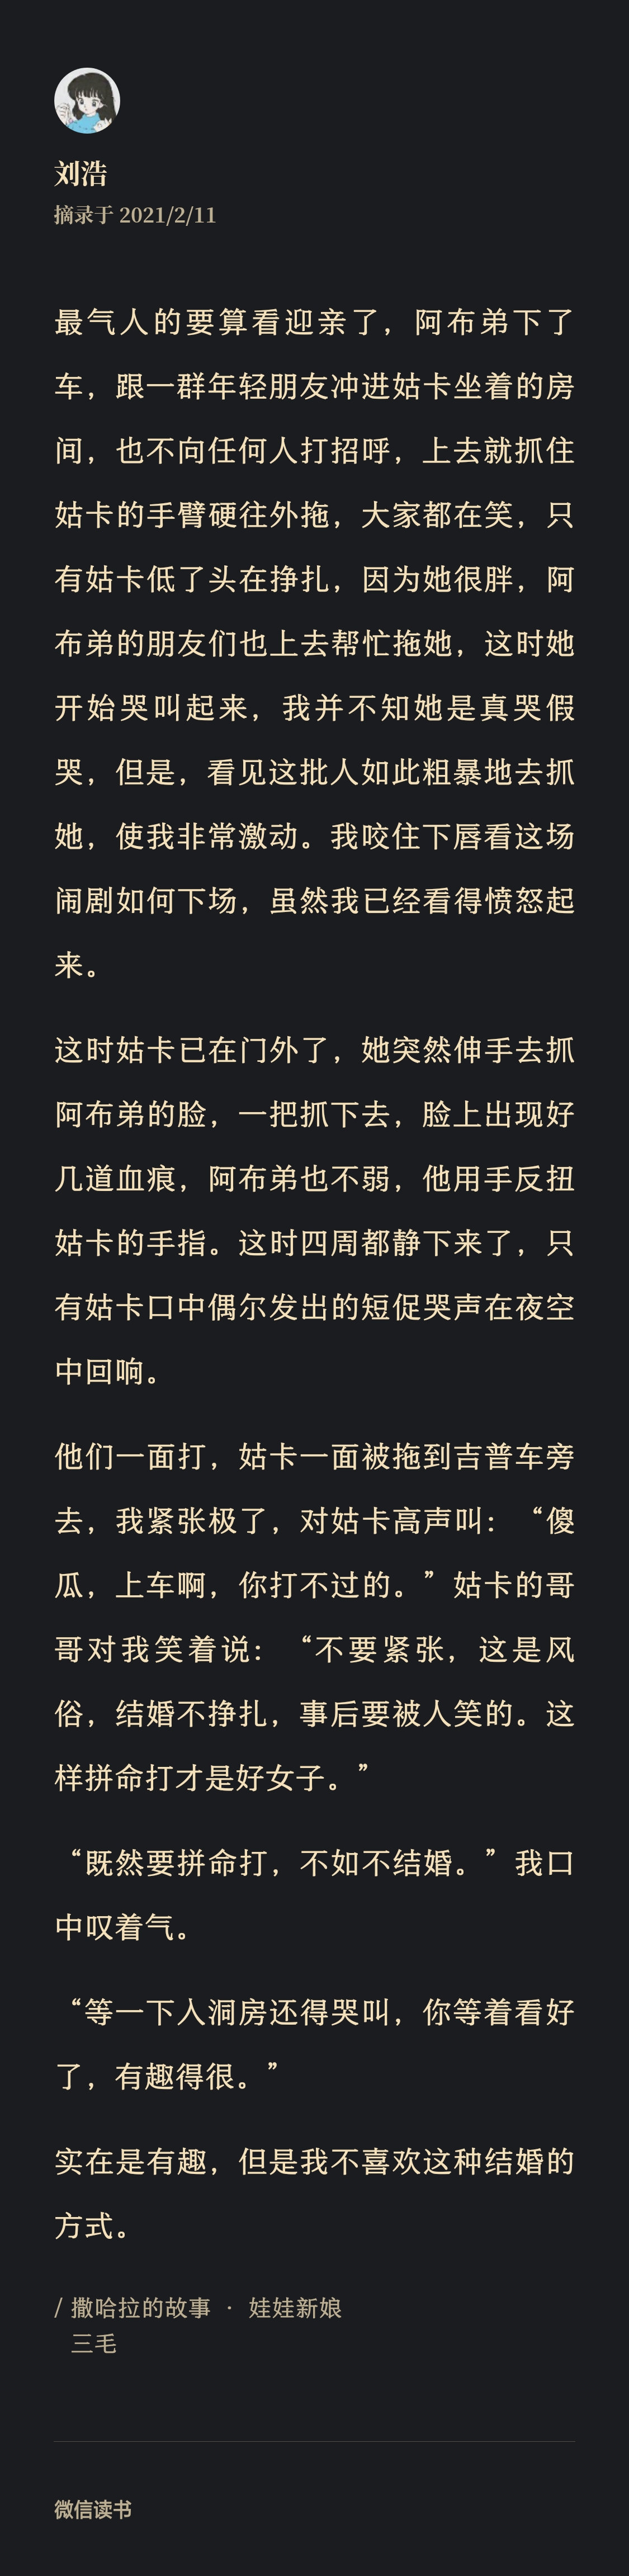 刘浩
摘录于 2021/2/11
最气人的要算看迎亲了，阿布弟下了
车，跟一群年轻朋友冲进姑卡坐着的房
间，也不向任何人打招呼，上去就抓住
姑卡的手臂硬往外拖，大家都在笑，只
有姑卡低了头在挣扎，因为她很胖，阿
布弟的朋友们也上去帮忙拖她，这时她
开始哭叫起来，我并不知她是真哭假
哭，但是，看见这批人如此粗暴地去抓
她，使我非常激动。我咬住下唇看这场
闹剧如何下场，虽然我已经看得愤怒起
来。
这时姑卡已在门外了，她突然伸手去抓
阿布弟的脸，一把抓下去，脸上出现好
几道血痕，阿布弟也不弱，他用手反扭
姑卡的手指。这时四周都静下来了，只
有姑卡口中偶尔发出的短促哭声在夜空
中回响。
他们一面打，姑卡一面被拖到吉普车旁
去，我紧张极了，对姑卡高声叫：“傻
瓜，上车啊，你打不过的。”姑卡的哥
哥对我笑着说：“不要紧张，这是风
俗，结婚不挣扎，事后要被人笑的。这
样拼命打才是好女子。”
“既然要拼命打，不如不结婚。”我口
中叹着气。
“等一下入洞房还得哭叫，你等着看好
了，有趣得很。”
实在是有趣，但是我不喜欢这种结婚的
方式。
/ 撒哈拉的故事 · 娃娃新娘
三毛
微信读书